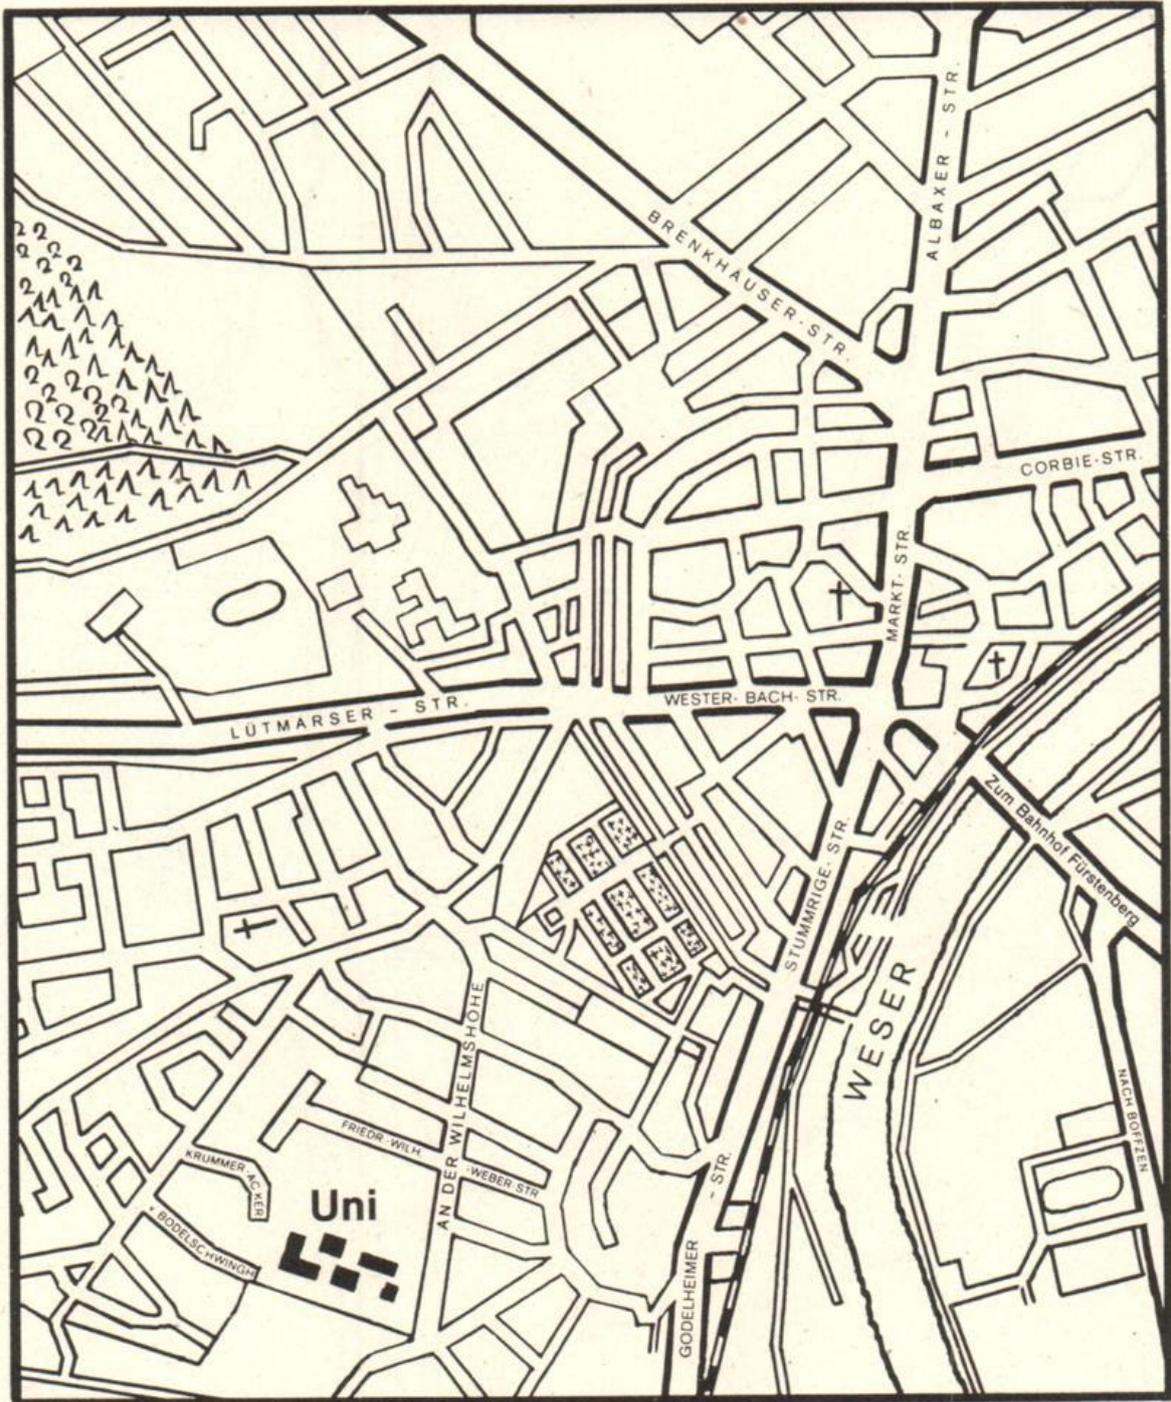 BRENKHAUSER-STR.
ALBAXER - STR.
CORBIE-STR.
MARKT-STR.
WESTER-BACH-STR.
LÜTMARSER - STR.
Zum Bahnhof Fürstenberg
STUMMRIGE-STR.
WESER
AN DER WILHELMSHÖHE
NACH BOFFZEN
FRIEDR.-WILH.
-WEBER-STR
KRUMMER-ACKER
Uni
BODELSCHWINGH
GODELHEIMER
-STR.